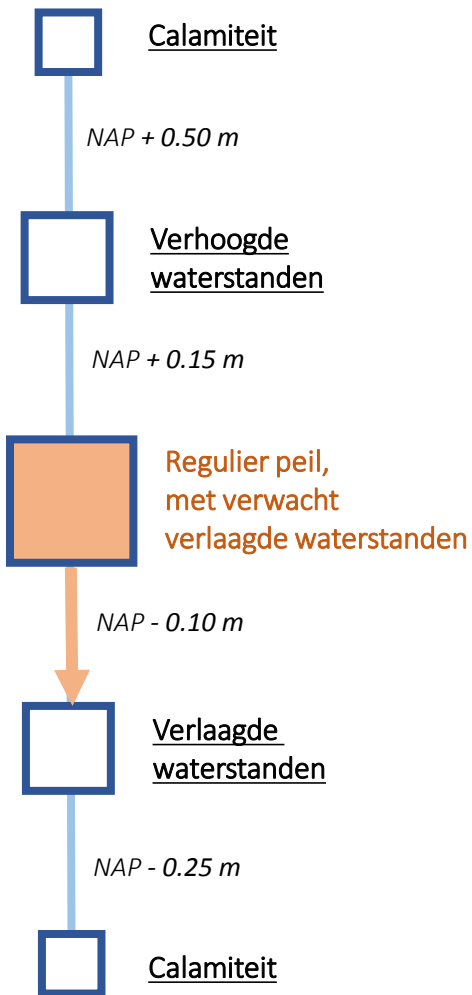 Calamiteit
NAP + 0.50 m
Verhoogde
waterstanden
NAP + 0.15 m
Regulier peil,
met verwacht
verlaagde waterstanden
NAP - 0.10 m
Verlaagde
waterstanden
NAP - 0.25 m
Calamiteit